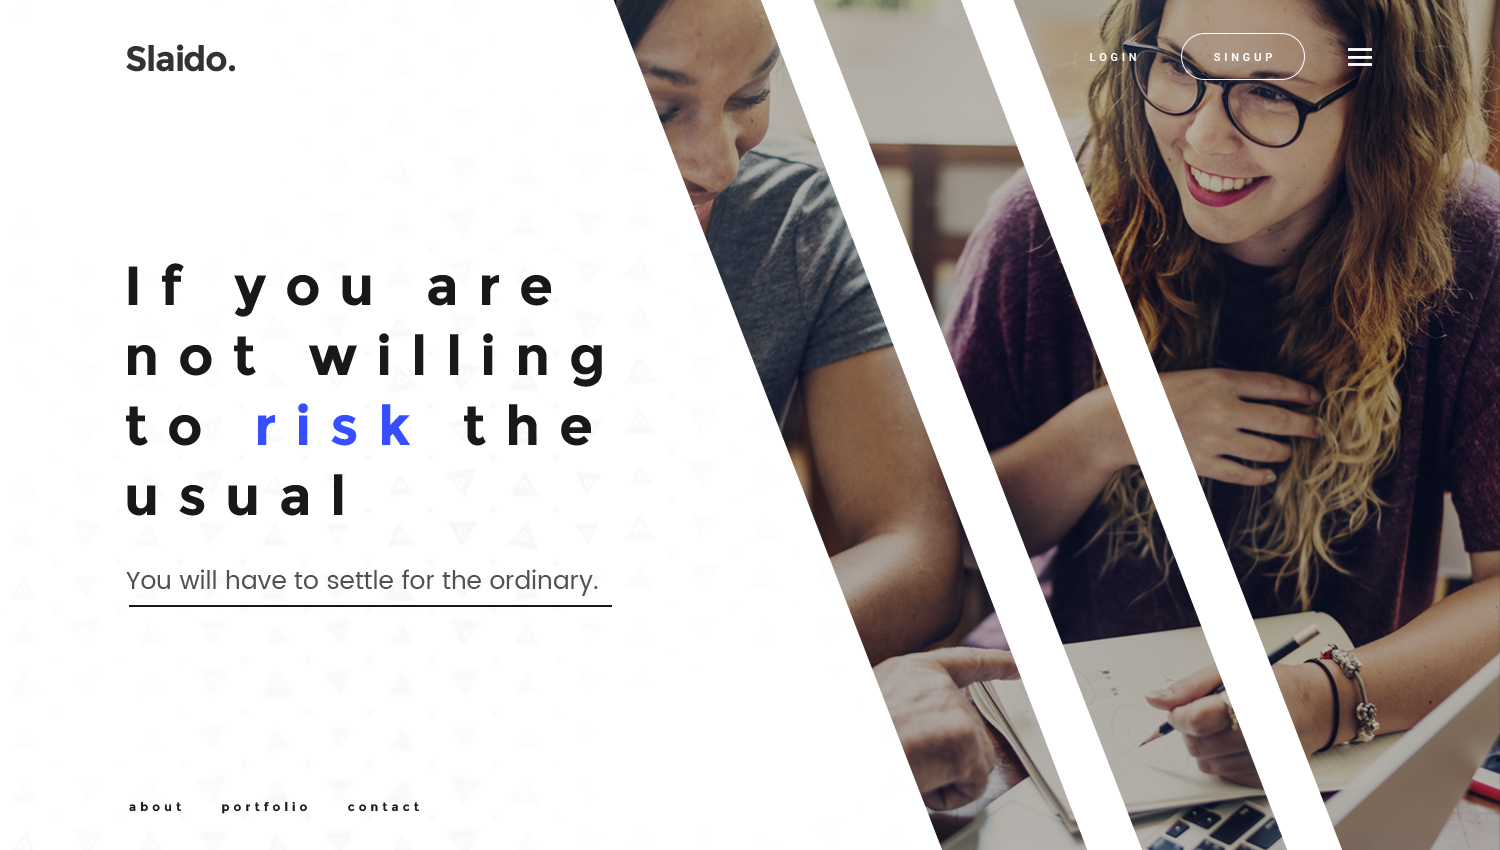 Slaido.
LOGIN
SINGUP
If you are
not willing
to risk the
usual
You will have to settle for the ordinary.
about portfolio contact